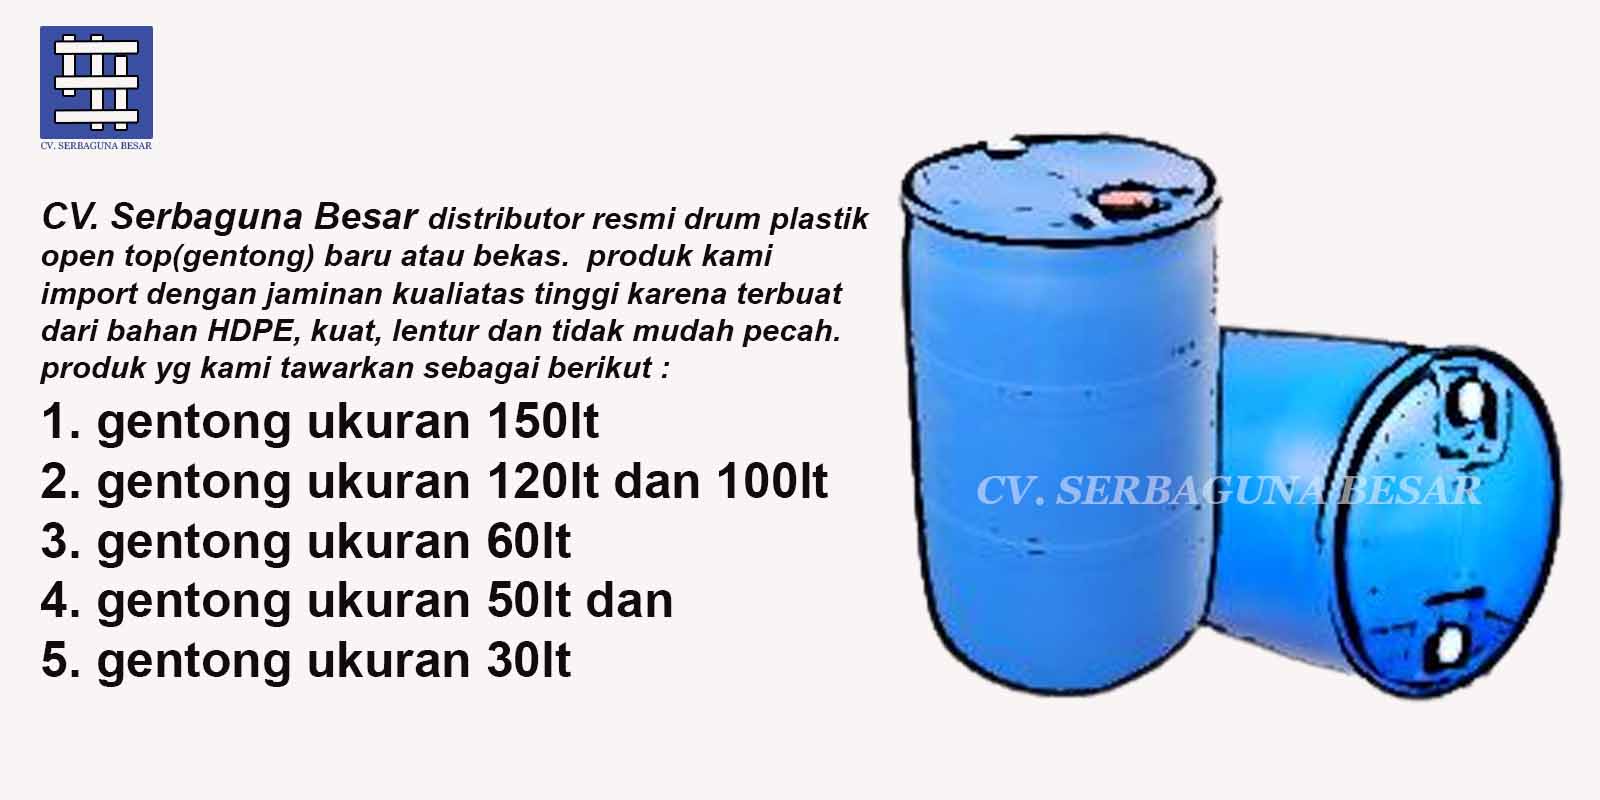 CV. SERBAGUNA BESAR
CV. Serbaguna Besar distributor resmi drum plastik
open top(gentong) baru atau bekas.  produk kami
import dengan jaminan kualiatas tinggi karena terbuat
dari bahan HDPE, kuat, lentur dan tidak mudah pecah.
produk yg kami tawarkan sebagai berikut :
1. gentong ukuran 150lt
2. gentong ukuran 120lt dan 100lt
3. gentong ukuran 60lt
4. gentong ukuran 50lt dan
5. gentong ukuran 30lt
CV. SERBAGUNA BESAR